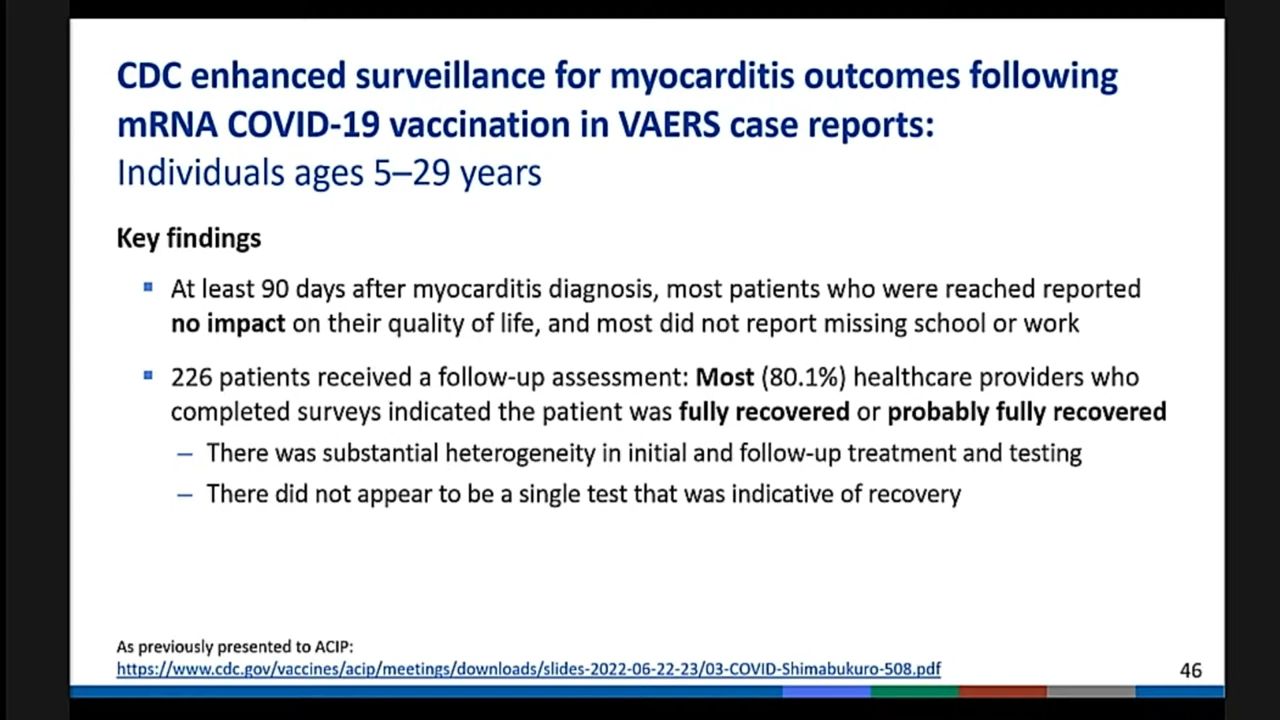 CDC enhanced surveillance for myocarditis outcomes following
mRNA COVID-19 vaccination in VAERS case reports:
Individuals ages 5–29 years
Key findings
At least 90 days after myocarditis diagnosis, most patients who were reached reported
no impact on their quality of life, and most did not report missing school or work
226 patients received a follow-up assessment: Most (80.1%) healthcare providers who
completed surveys indicated the patient was fully recovered or probably fully recovered
– There was substantial heterogeneity in initial and follow-up treatment and testing
– There did not appear to be a single test that was indicative of recovery
As previously presented to ACIP:
https://www.cdc.gov/vaccines/acip/meetings/downloads/slides-2022-06-22-23/03-COVID-Shimabukuro-508.pdf
46